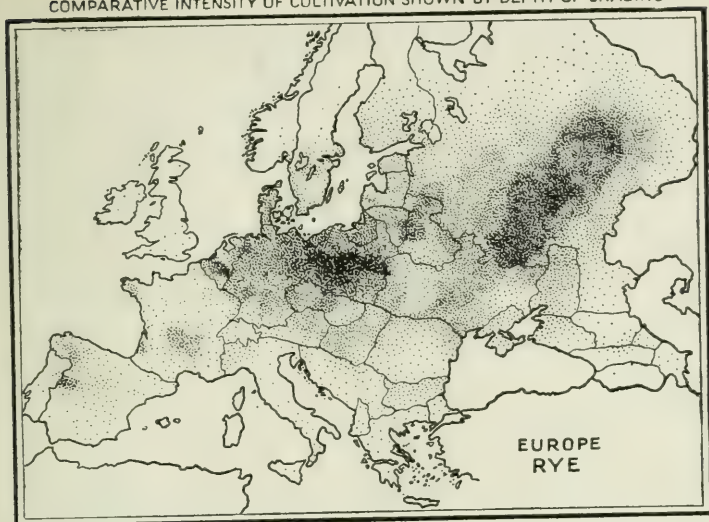 COMPARATIVE INTENSITY OF CULTIVATION SHOWN BY DEPTH OF SHADING
EUROPE
RYE